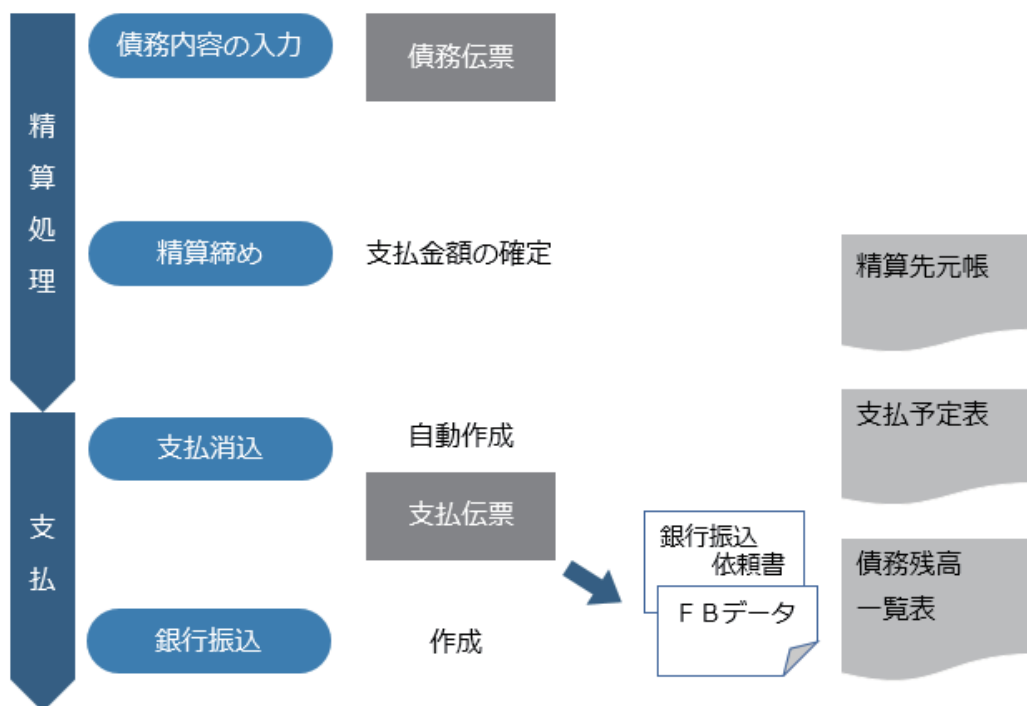 精算処理
債務内容の入力
債務伝票
精算締め
支払金額の確定
精算先元帳
支払
支払消込
自動作成
支払伝票
支払予定表
銀行振込
依頼書
FBデータ
債務残高
一覧表
銀行振込
作成